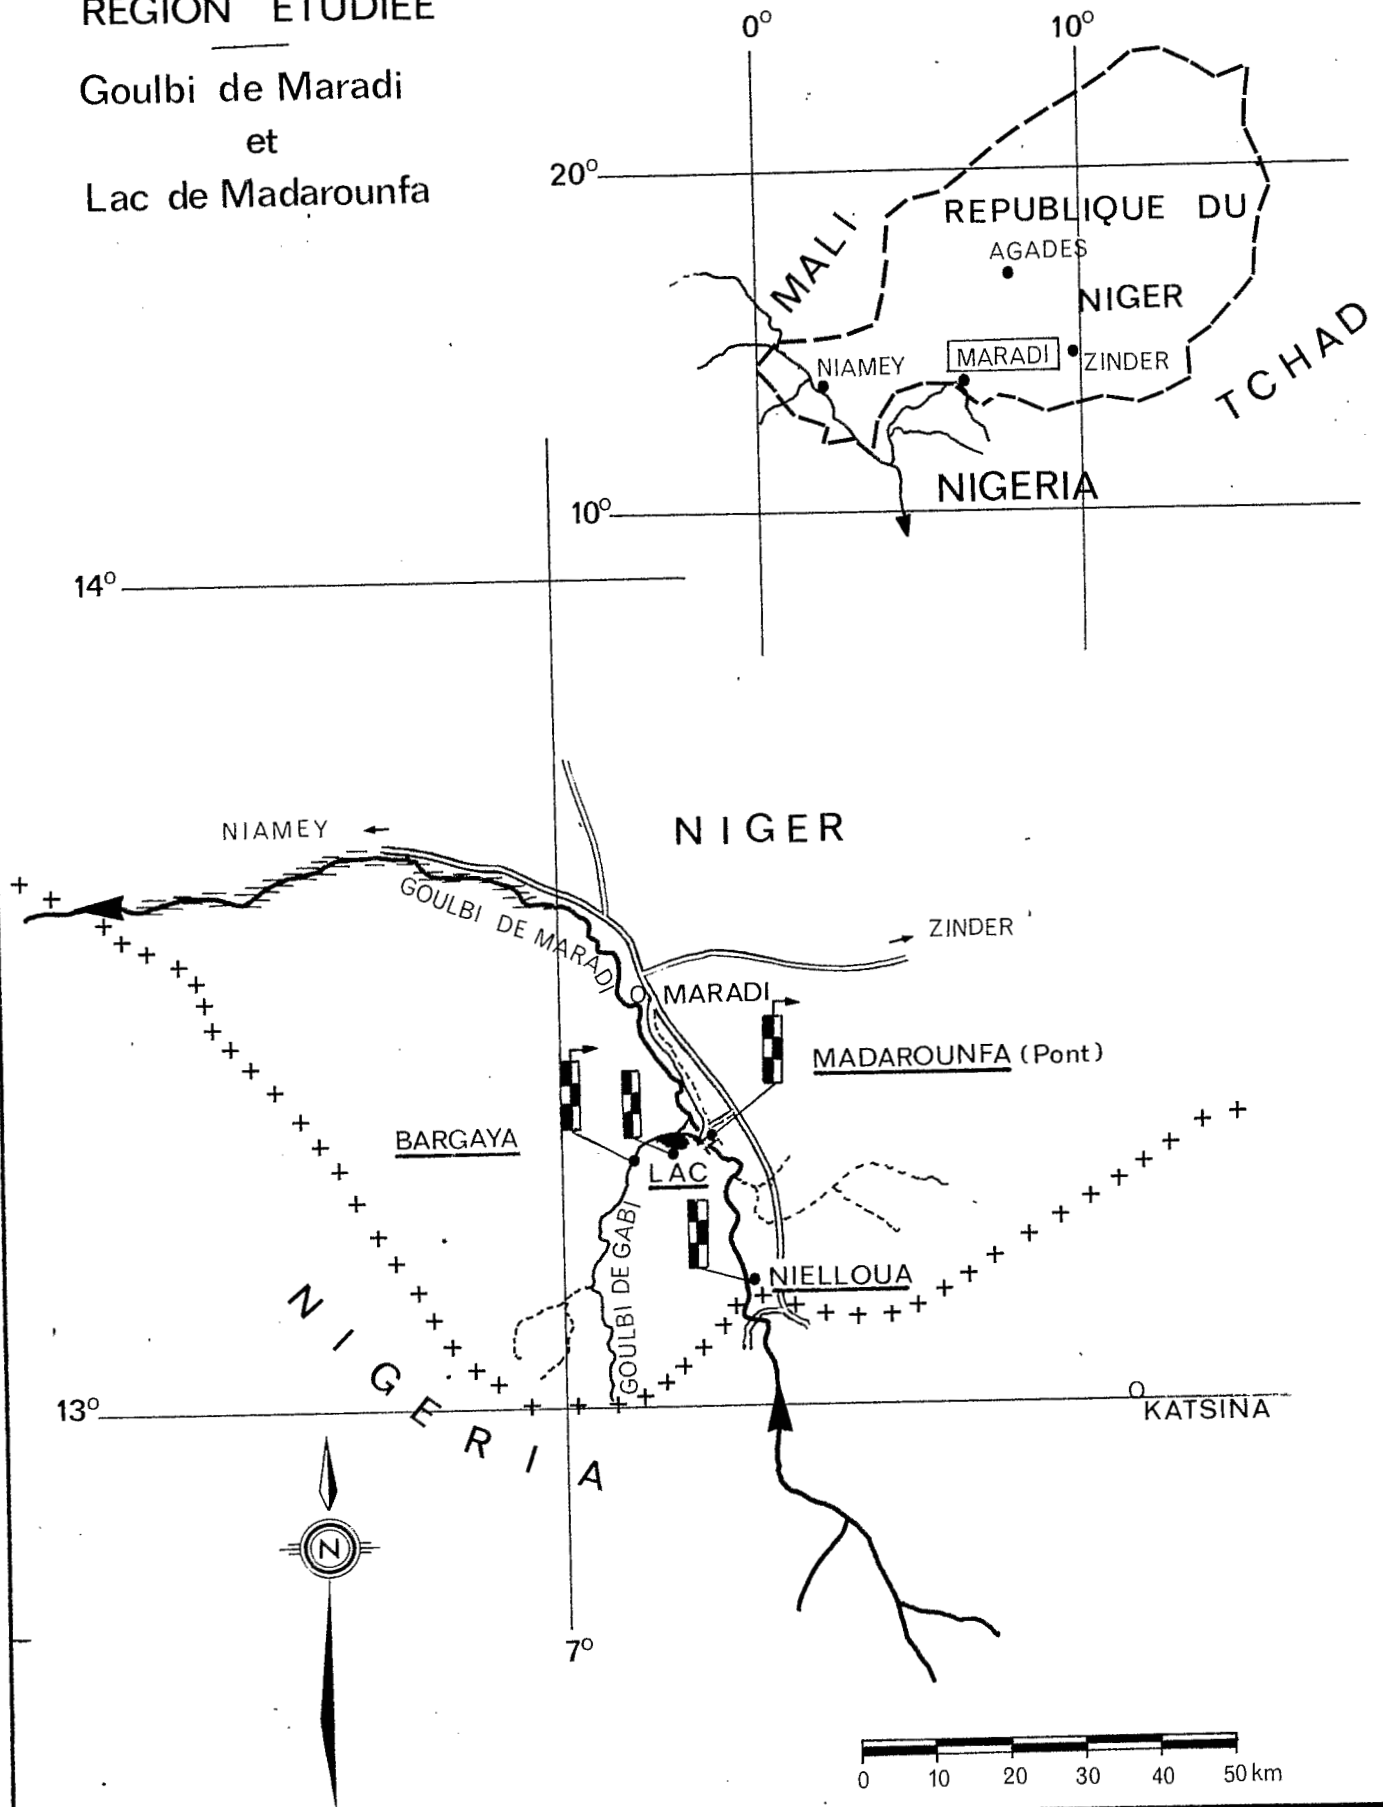 REGION ETUDIEE
Goulbi de Maradi
et
Lac de Madarounfa
0° 10°
20°
REPUBLIQUE DU
MALI
AGADES
NIGER
TCHAD
MARADI
NIAMEY
ZINDER
NIGERIA
10°
14°
NIGER
NIAMEY
GOULBI DE MARADI
ZINDER
MARADI
MADAROUNFA (Pont)
BARGAYA
LAC
GOULBI DE GABI
NIELLOUA
NIGERIA
13°
KATSINA
N
7°
0 10 20 30 40 50 km